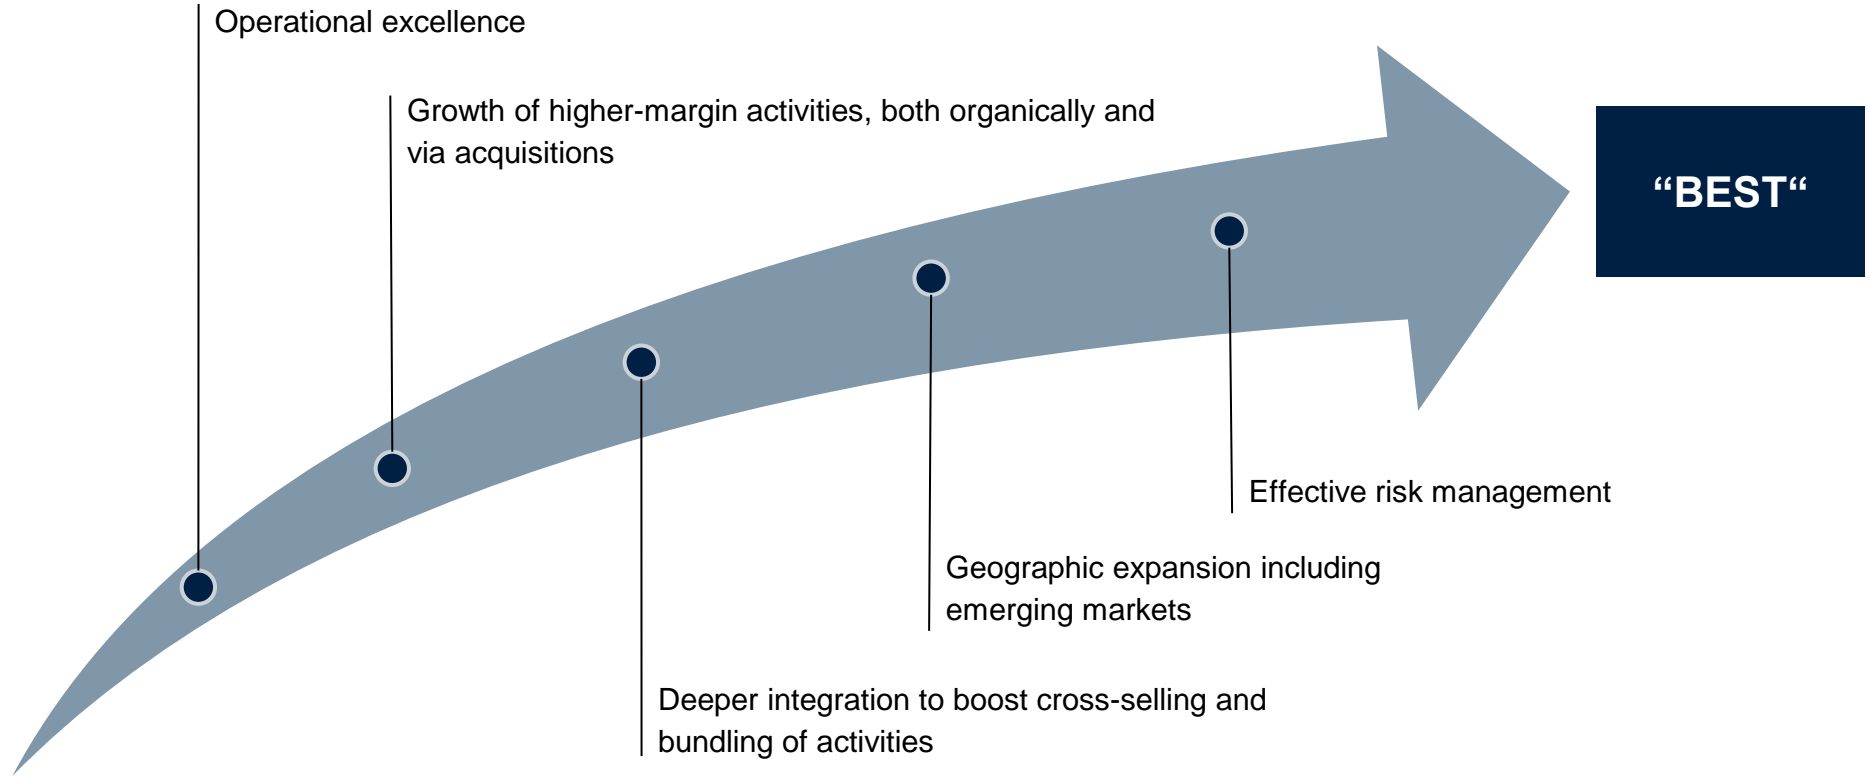 Operational excellence
Growth of higher-margin activities, both organically and
via acquisitions
“BEST“
Effective risk management
Geographic expansion including
emerging markets
Deeper integration to boost cross-selling and
bundling of activities